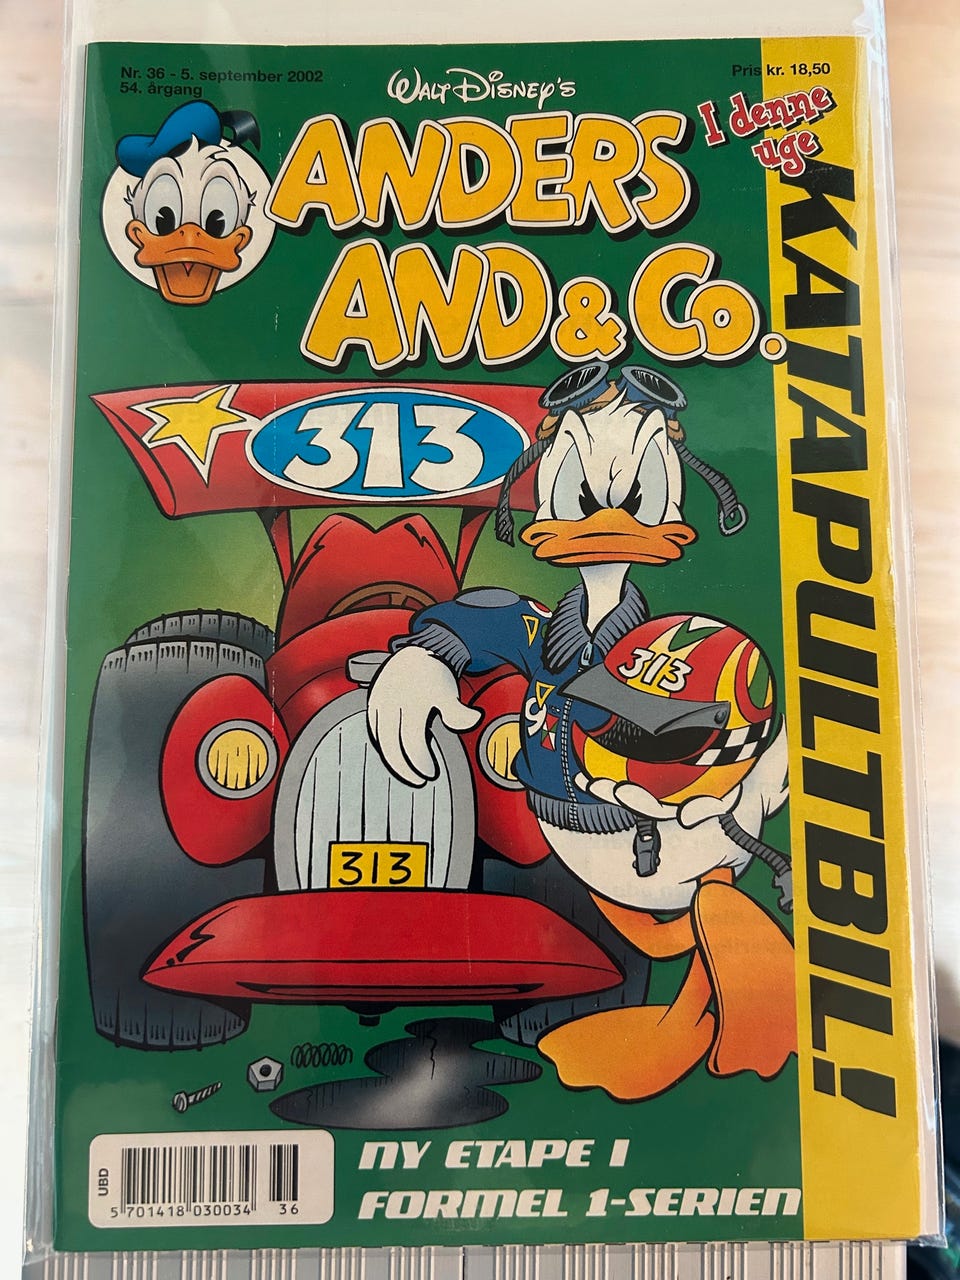 Nr. 36 - 5. september 2002
54. årgang
Pris kr. 18,50
WALT DISNEY'S
ANDERS
AND & CO.
I denne
uge
KATAPULTBIL!
313
313
313
NY ETAPE I
FORMEL 1-SERIEN
UBD
5 701418 030034 36